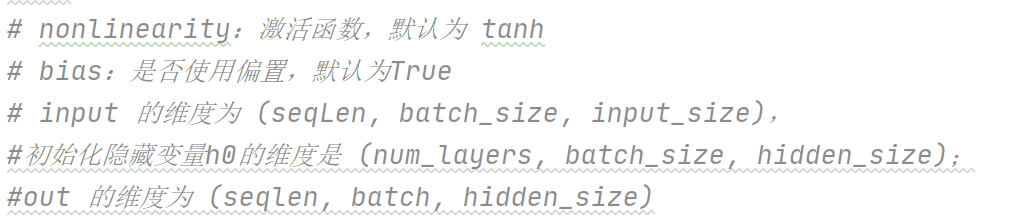 # nonlinearity：激活函数，默认为 tanh
# bias：是否使用偏置，默认为True
# input 的维度为 (seqLen, batch_size, input_size)，
#初始化隐藏变量h0的维度是 (num_layers, batch_size, hidden_size)；
#out 的维度为 (seqlen, batch, hidden_size)